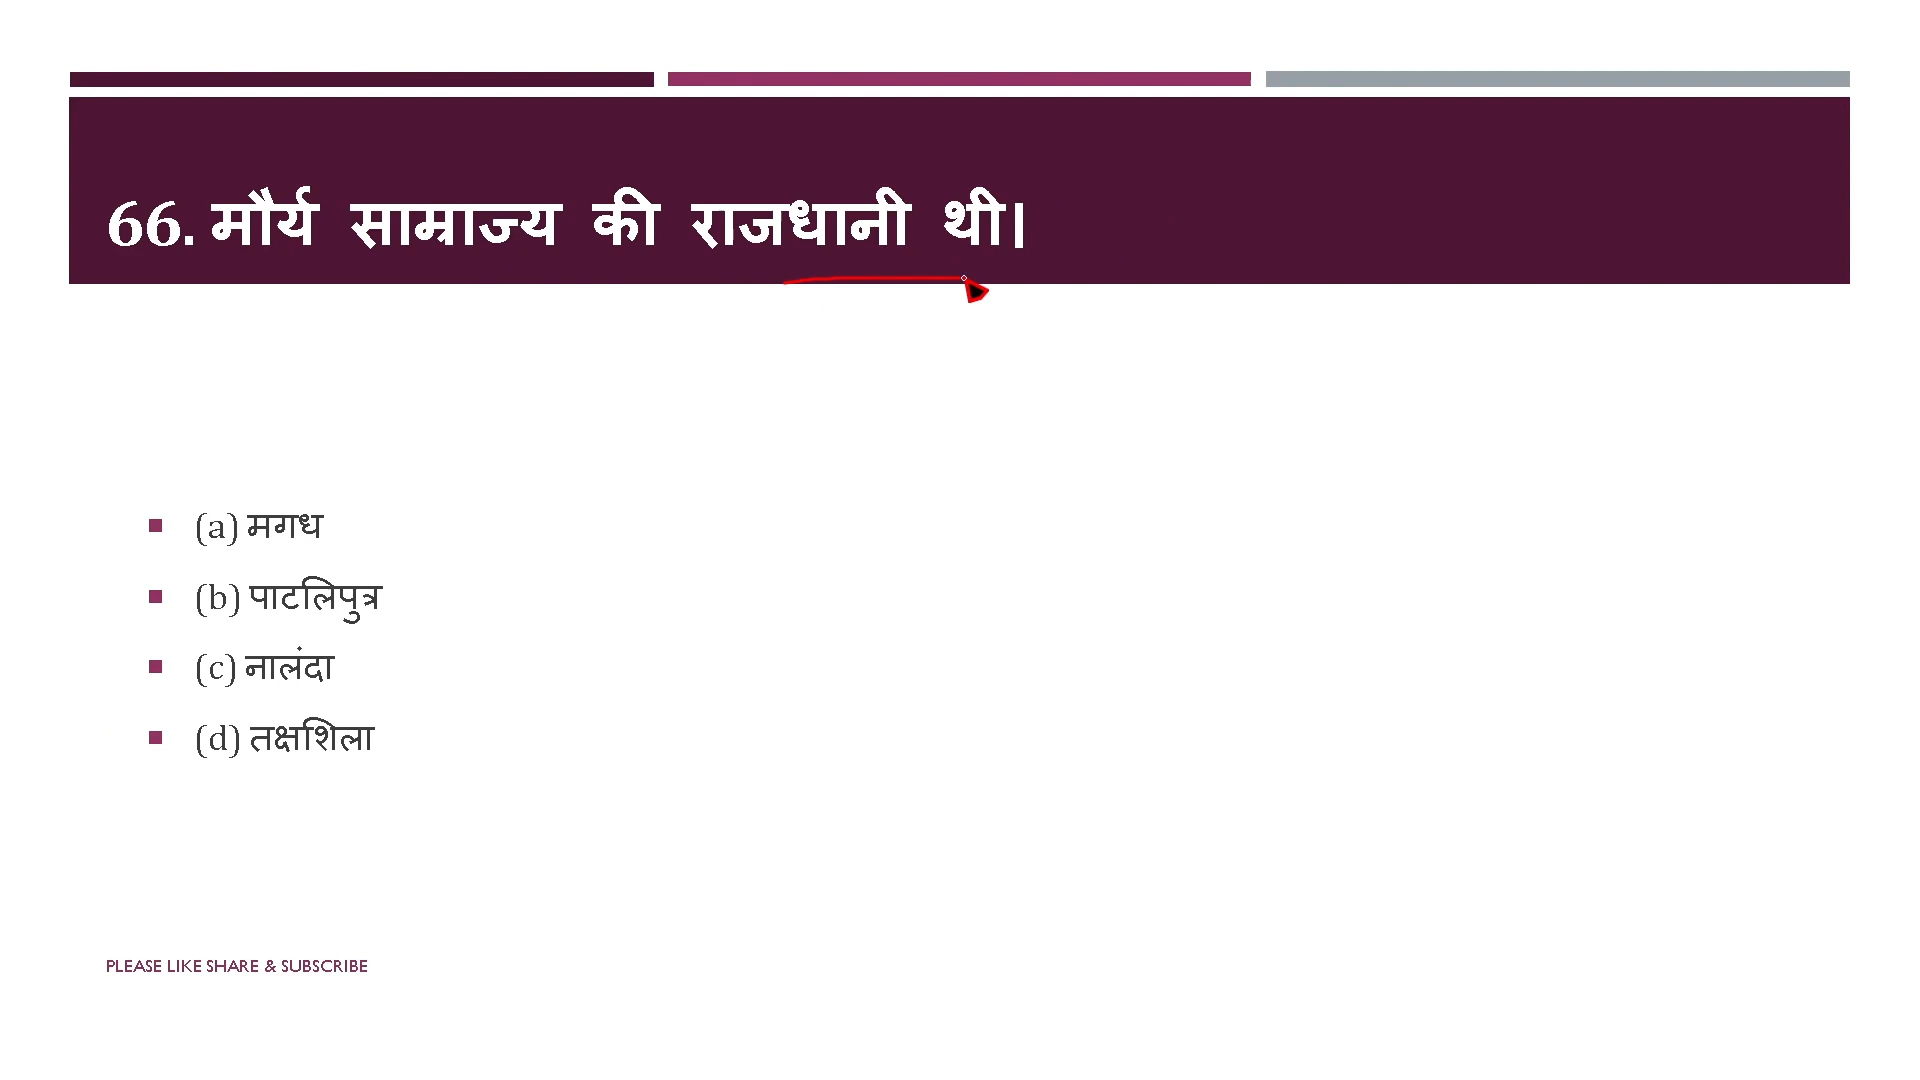 66. मौर्य साम्राज्य की राजधानी थी।
(a) मगध
(b) पाटलिपुत्र
(c) नालंदा
(d) तक्षशिला
PLEASE LIKE SHARE & SUBSCRIBE